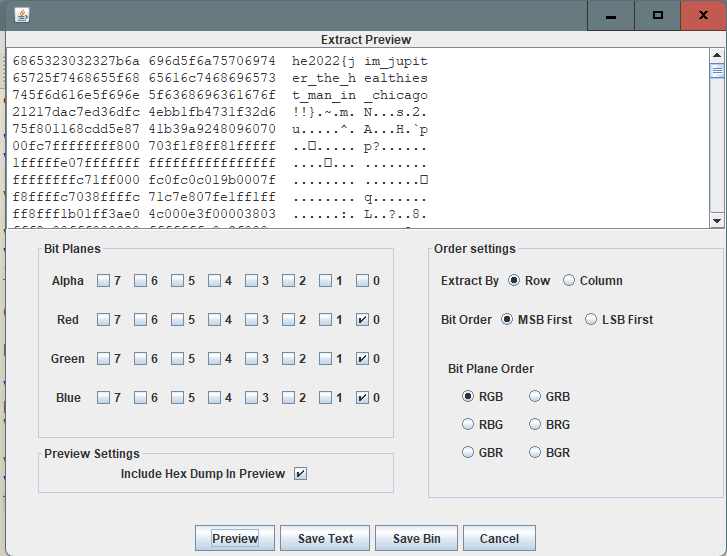 Extract Preview
6865323032327b6a 696d5f6a75706974 he2022{j im_jupit
65725f7468655f68 65616c7468696573 er_the_h ealthies
745f6d616e5f696e 5f6368696361676f t_man_in _chicago
21217dac7ed36dfc 4ebb1fb4731f32d6 !!}.~.m. N...s.2.
75f801168cdd5e87 41b39a9248096070 u.....^. A...H.`p
00fc7ffffffff800 703f1f8ff81fffff ..□..... p?......
1fffffe07fffffff ffffffffffffffff ....□... ........
ffffffffc71ff000 fc0fc0c019b0007f ........ .......□
f8ffffc7038ffffc 71c7e807fe1ff1ff ........ q.......
ff8fff1b01ff3ae0 4c000e3f00003803 ......:. L..?..8.
Bit Planes
Alpha 7 6 5 4 3 2 1 0
Red 7 6 5 4 3 2 1 0
Green 7 6 5 4 3 2 1 0
Blue 7 6 5 4 3 2 1 0
Preview Settings
Include Hex Dump In Preview
Order settings
Extract By Row Column
Bit Order MSB First LSB First
Bit Plane Order
RGB GRB
RBG BRG
GBR BGR
Preview Save Text Save Bin Cancel